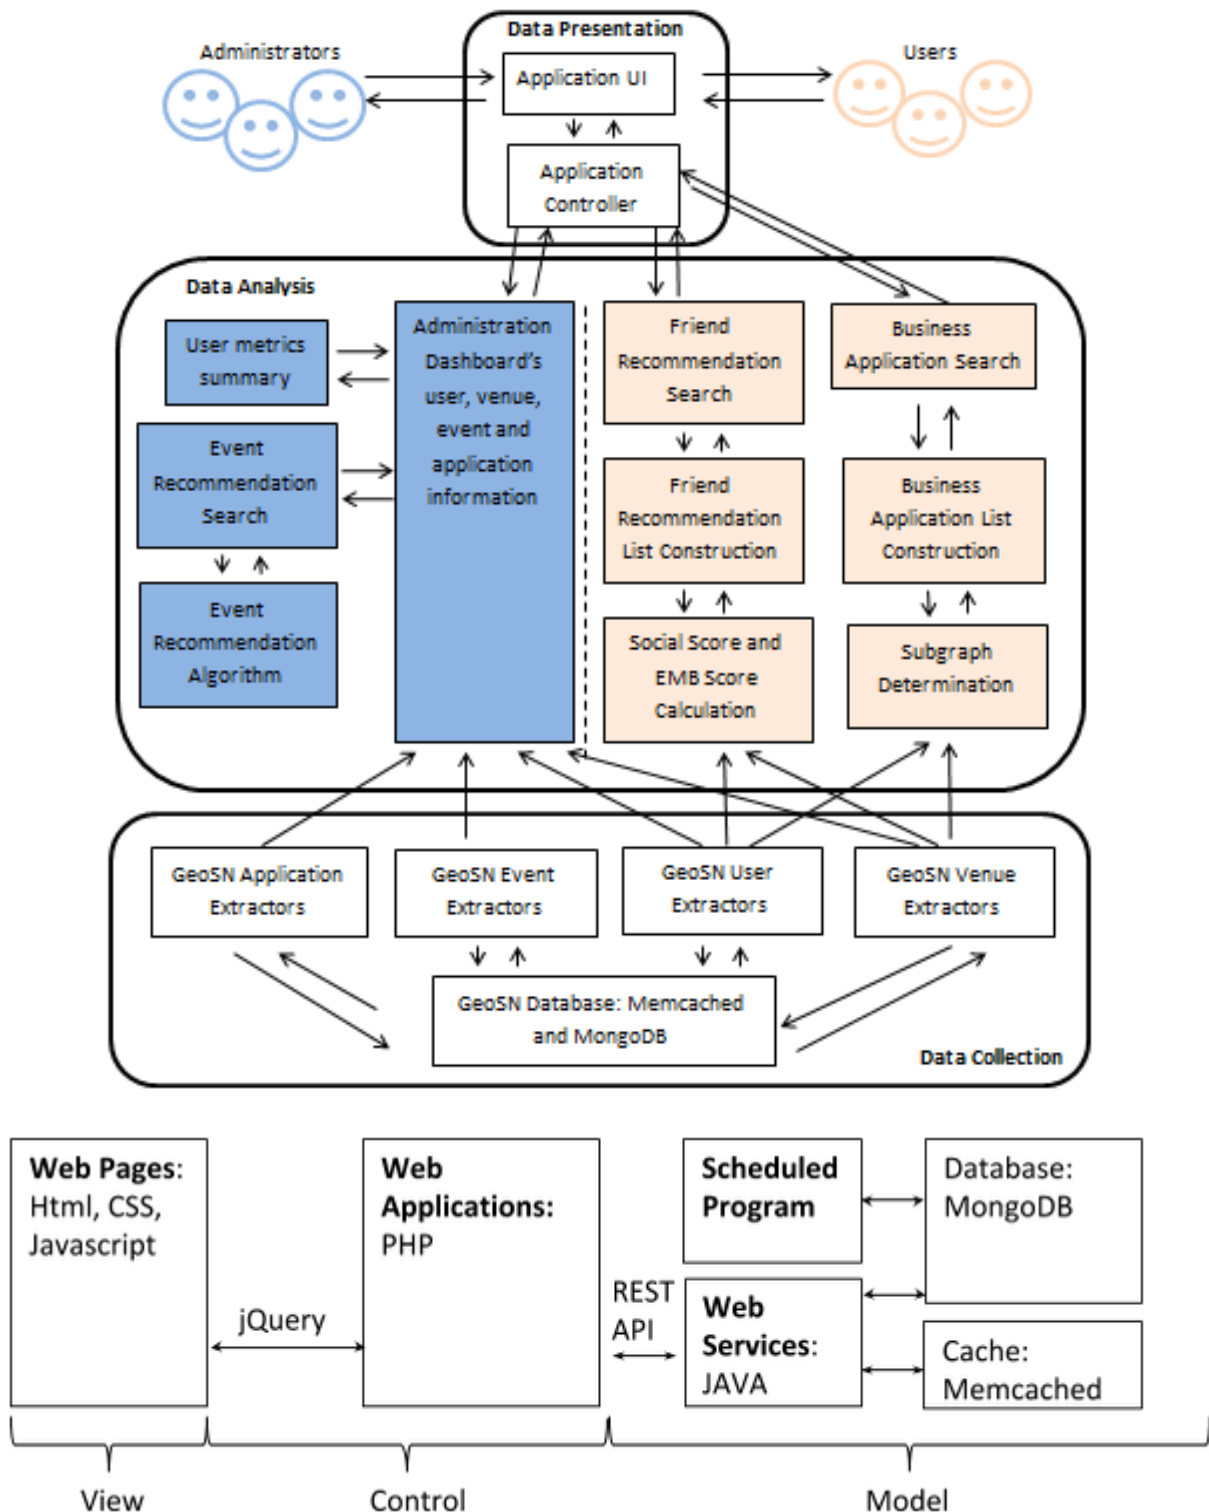 Data Presentation
Administrators
Users
Application UI
Application
Controller
Data Analysis
User metrics
summary
Event
Recommendation
Search
Event
Recommendation
Algorithm
Administration
Dashboard's
user, venue,
event and
application
information
Friend
Recommendation
Search
Friend
Recommendation
List Construction
Social Score and
EMB Score
Calculation
Business
Application Search
Business
Application List
Construction
Subgraph
Determination
GeoSN Application
Extractors
GeoSN Event
Extractors
GeoSN User
Extractors
GeoSN Venue
Extractors
GeoSN Database: Memcached
and MongoDB
Data Collection
Web Pages:
Html, CSS,
Javascript
jQuery
Web
Applications:
PHP
REST
API
Scheduled
Program
Web
Services:
JAVA
Database:
MongoDB
Cache:
Memcached
View
Control
Model